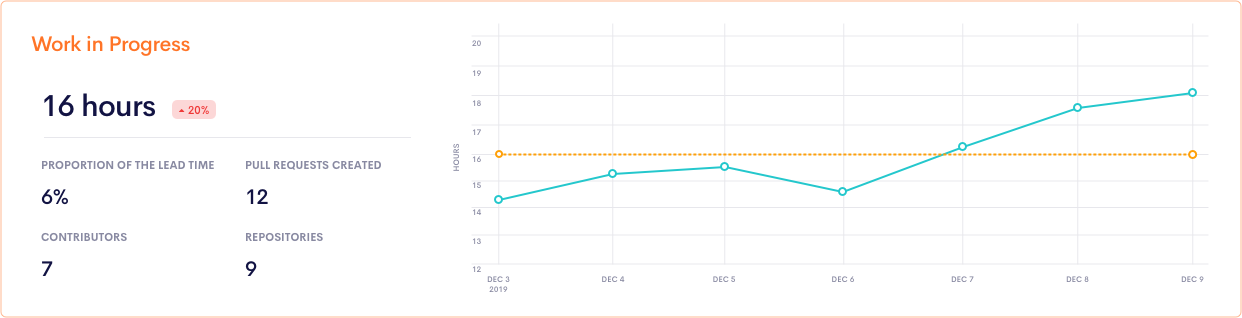 Work in Progress
16 hours
20%
PROPORTION OF THE LEAD TIME
PULL REQUESTS CREATED
6%
12
CONTRIBUTORS
REPOSITORIES
7
9
HOURS
20
19
18
17
16
15
14
13
12
DEC 3
2019
DEC 4
DEC 5
DEC 6
DEC 7
DEC 8
DEC 9